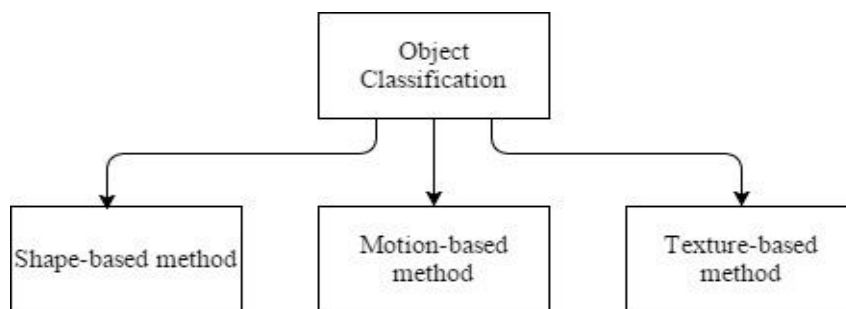 Object
Classification
Shape-based method
Motion-based
method
Texture-based
method